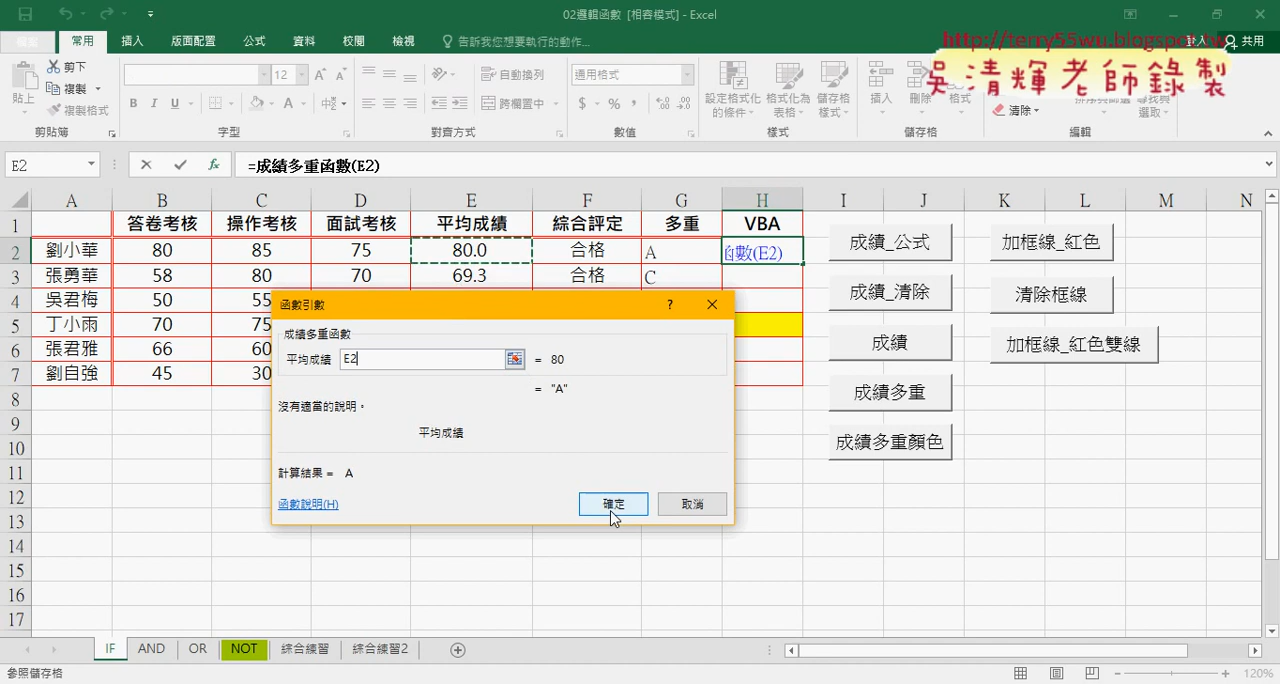 02邏輯函數 [相容模式] - Excel
http://terry55wu.blogspot.tw
登入 共用
吳清輝老師錄製
常用 插入 版面配置 公式 資料 校閱 檢視 告訴我您想要執行的動作...
剪下 12 自動換列 通用格式
貼上 複製 B I U 中 跨欄置中 $ % 設定格式化的條件 格式化為表格 儲存格樣式 插入 刪除 格式 清除
複製格式
剪貼簿 字型 對齊方式 數值 樣式 儲存格 編輯
E2 fx =成績多重函數(E2)
A B C D E F G H I J K L M N
1 答卷考核 操作考核 面試考核 平均成績 綜合評定 多重 VBA
2 劉小華 80 85 75 80.0 合格 A 函數(E2) 成績_公式 加框線_紅色
3 張勇華 58 80 70 69.3 合格 C
4 吳君梅 50 55 成績_清除 清除框線
5 丁小雨 70 75 成績 加框線_紅色雙線
6 張君雅 66 60
7 劉自強 45 30 成績多重
8
9 成績多重顏色
10
11
12
13
14
15
16
17
函數引數 ?
成績多重函數
平均成績 E2 = 80
= "A"
沒有適當的說明。
平均成績
計算結果 = A
函數說明(H) 確定 取消
IF AND OR NOT 綜合練習 綜合練習2
參照儲存格 120%